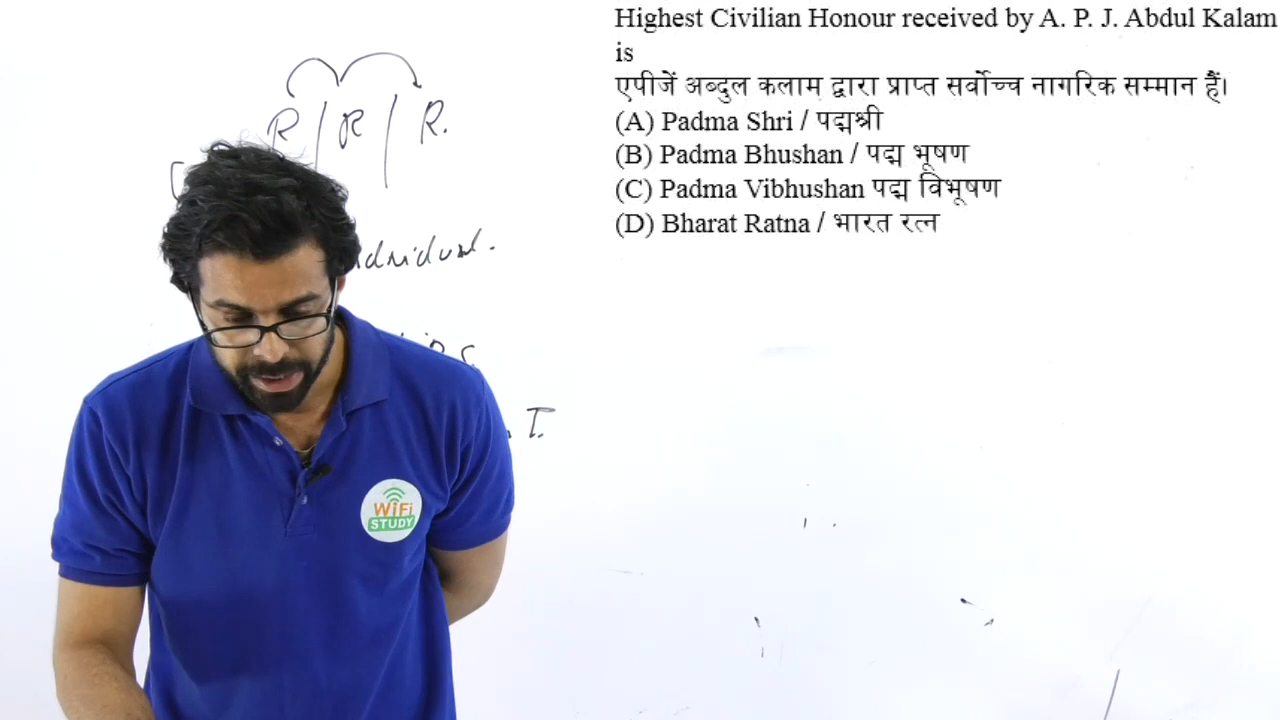 Highest Civilian Honour received by A. P. J. Abdul Kalam
is
एपीजें अब्दुल कलाम द्वारा प्राप्त सर्वोच्च नागरिक सम्मान हैं।
(A) Padma Shri / पद्मश्री
(B) Padma Bhushan / पद्म भूषण
(C) Padma Vibhushan पद्म विभूषण
(D) Bharat Ratna / भारत रत्न
R / R / R.
I.
WiFi
STUDY